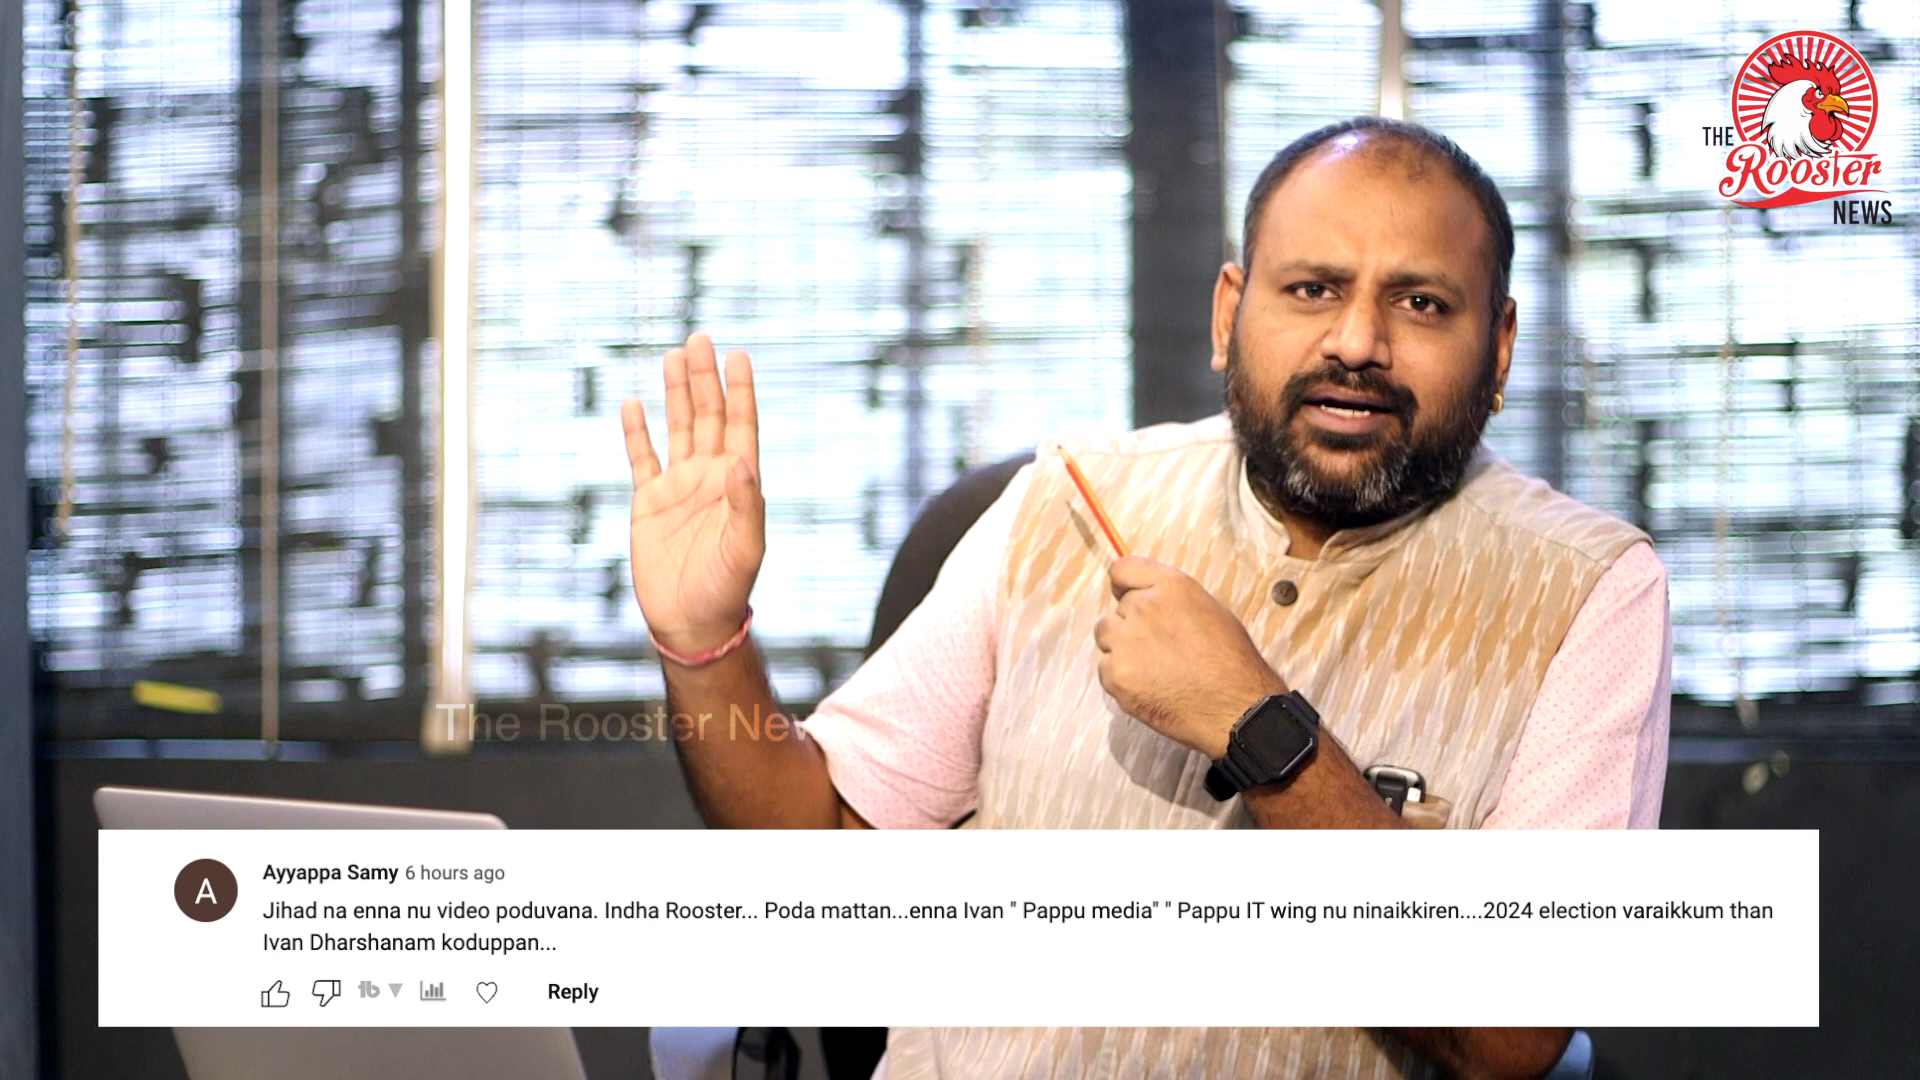 THE
Rooster
NEWS
The Rooster New
A
Ayyappa Samy 6 hours ago
Jihad na enna nu video poduvana. Indha Rooster... Poda mattan...enna Ivan " Pappu media" " Pappu IT wing nu ninaikkiren....2024 election varaikkum than
Ivan Dharshanam koduppan...
Reply